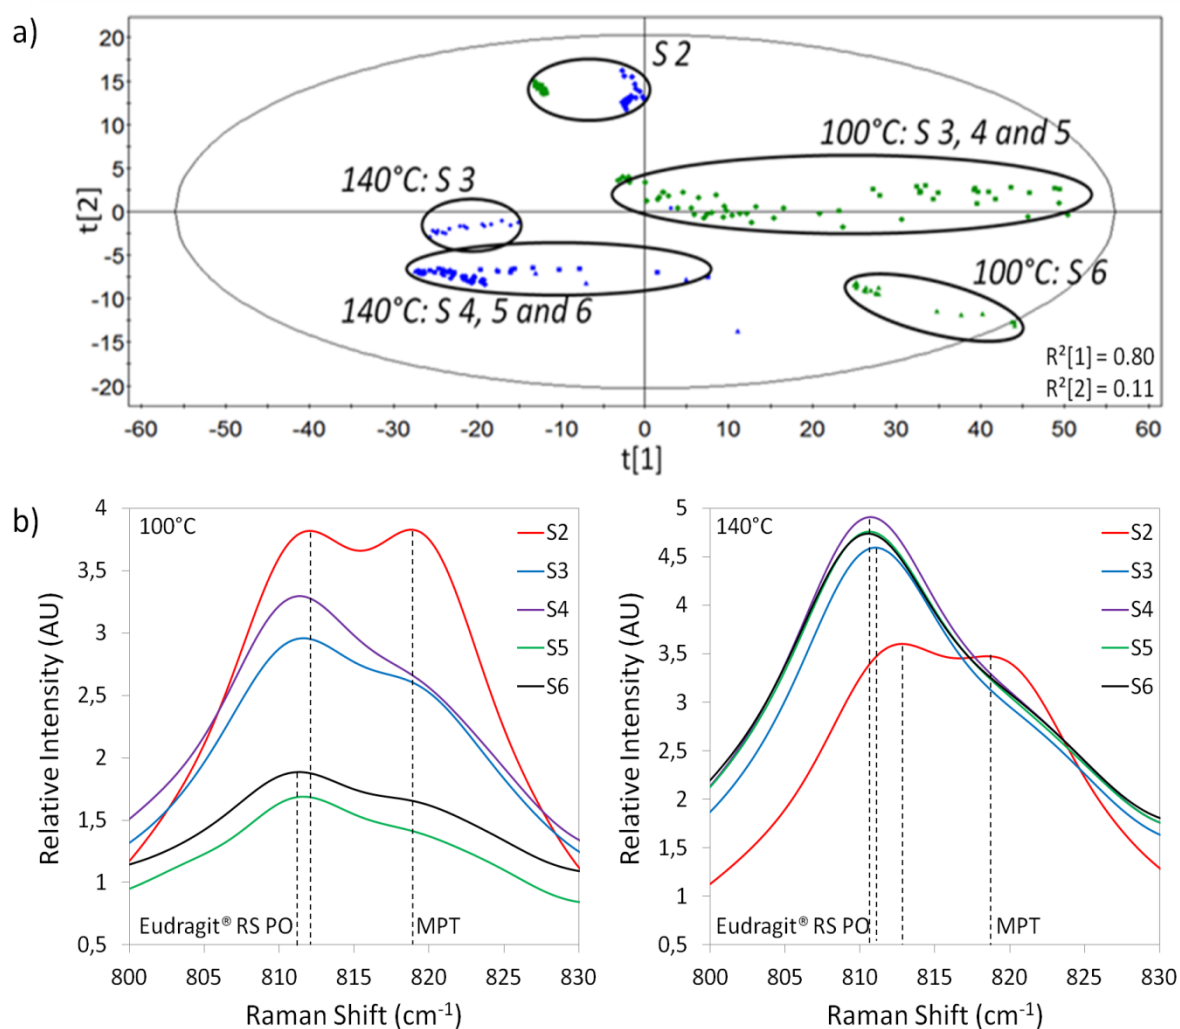 a)
20
15
10
5
0
-5
-10
-15
-20
t[2]
S 2
100°C: S 3, 4 and 5
140°C: S 3
140°C: S 4, 5 and 6
100°C: S 6
R²[1] = 0.80
R²[2] = 0.11
-60 -50 -40 -30 -20 -10 0 10 20 30 40 50 60
t[1]
b)
100°C
4
3,5
3
2,5
2
1,5
1
0,5
Relative Intensity (AU)
S2
S3
S4
S5
S6
Eudragit® RS PO MPT
800 805 810 815 820 825 830
Raman Shift (cm⁻¹)
140°C
5
4,5
4
3,5
3
2,5
2
1,5
1
0,5
Relative Intensity (AU)
S2
S3
S4
S5
S6
Eudragit® RS PO MPT
800 805 810 815 820 825 830
Raman Shift (cm⁻¹)